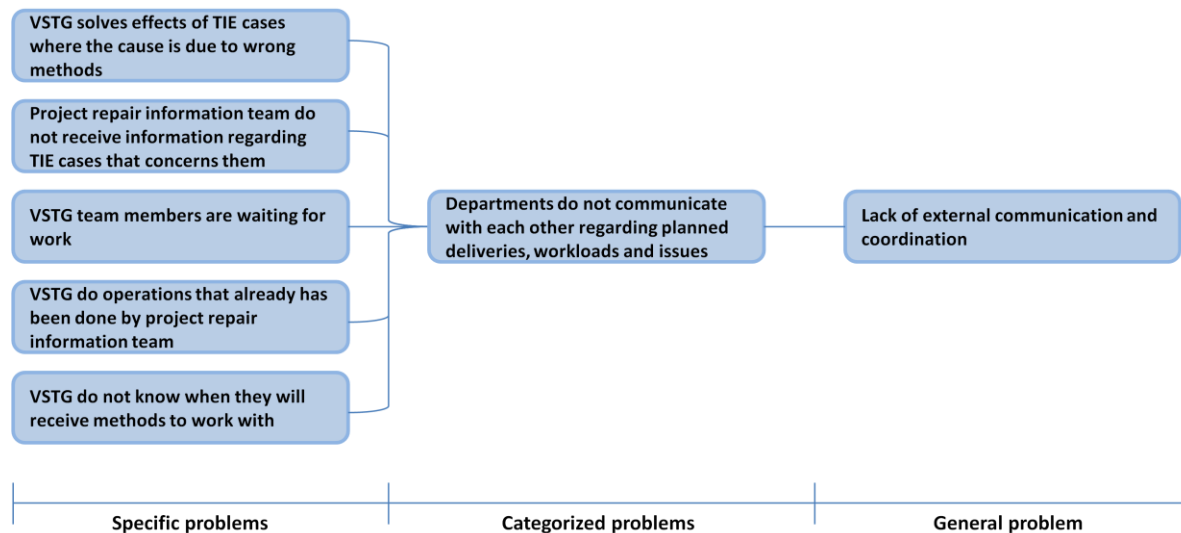 VSTG solves effects of TIE cases
where the cause is due to wrong
methods
Project repair information team do
not receive information regarding
TIE cases that concerns them
VSTG team members are waiting for
work
VSTG do operations that already has
been done by project repair
information team
VSTG do not know when they will
receive methods to work with
Departments do not communicate
with each other regarding planned
deliveries, workloads and issues
Lack of external communication and
coordination
Specific problems
Categorized problems
General problem